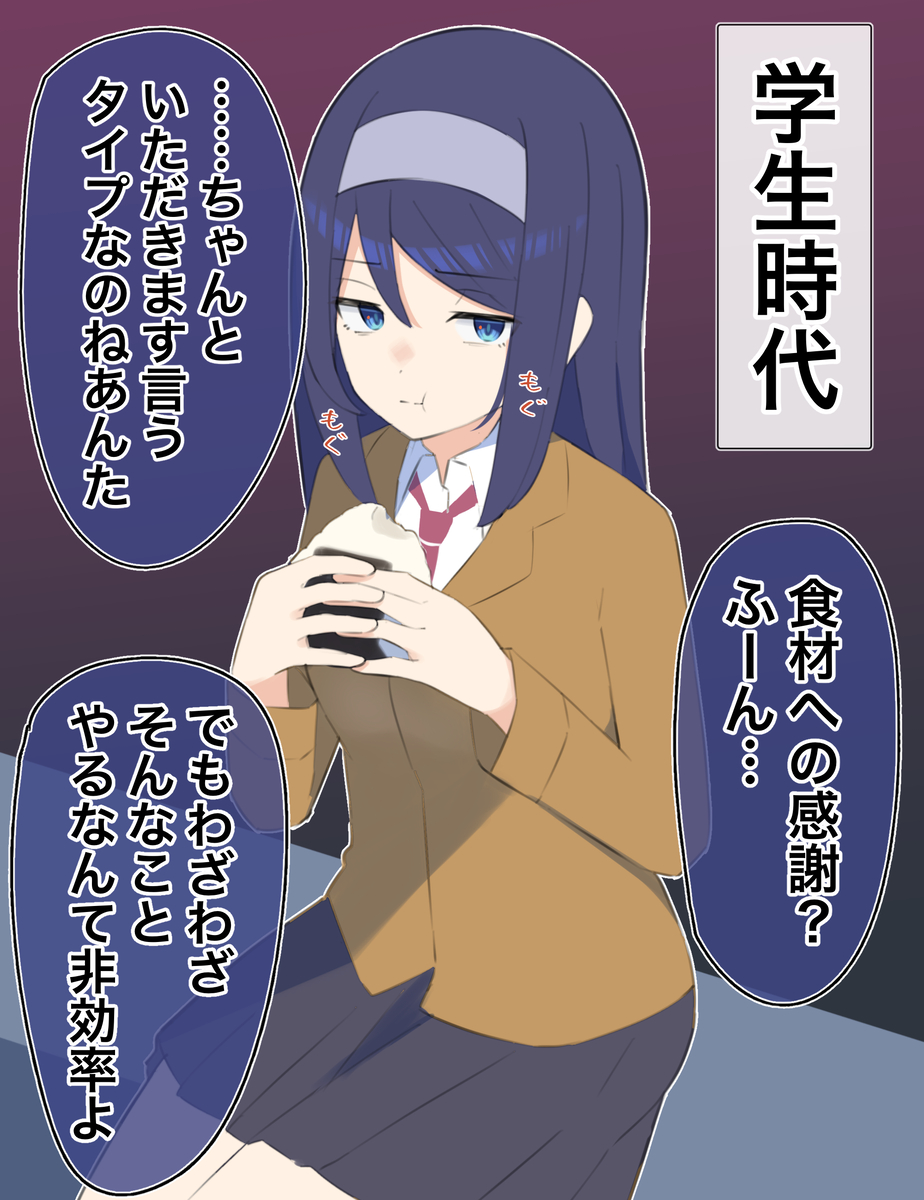 学生時代
……ちゃんと
いただきます言う
タイプなのねあんた
もぐ
もぐ
食材への感謝？
ふーん…
でもわざわざ
そんなこと
やるなんて非効率よ